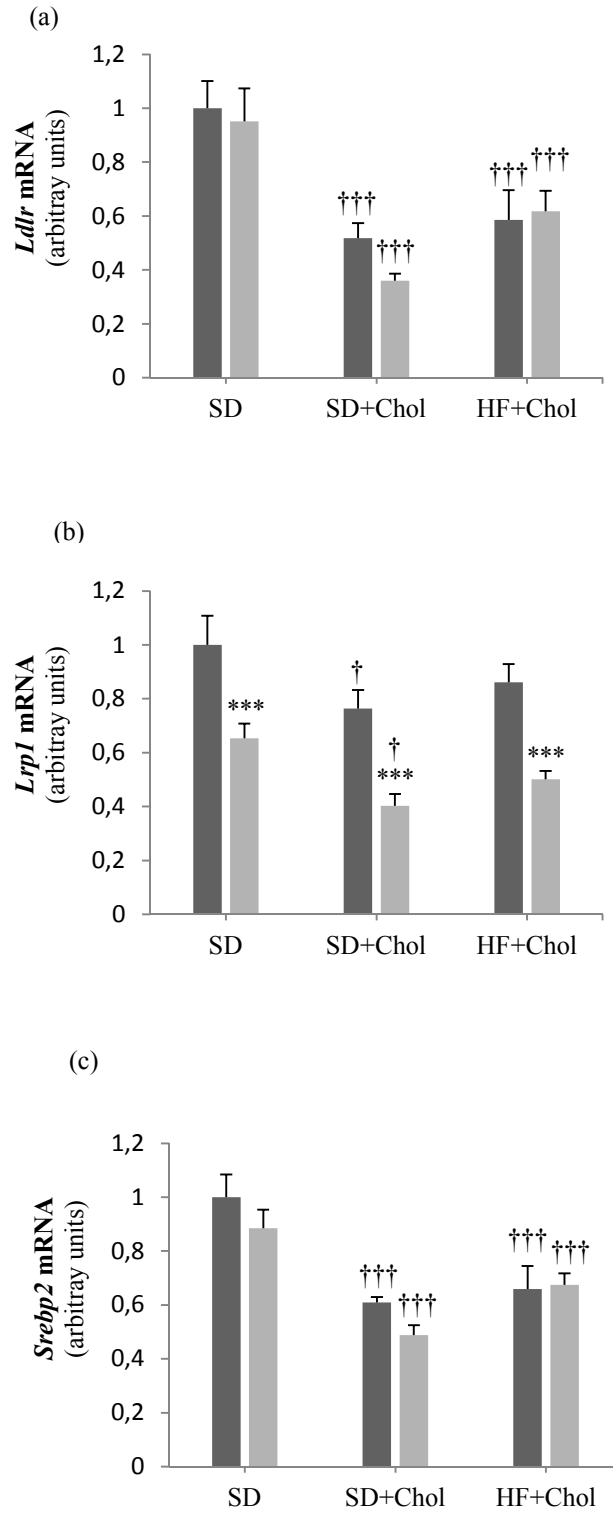 (a)
1,2
1
0,8
0,6
0,4
0,2
0
Ldlr mRNA
(arbitray units)
††† †††
†††
†††
SD SD+Chol HF+Chol
(b)
1,2
1
0,8
0,6
0,4
0,2
0
Lrp1 mRNA
(arbitray units)
***
†
†
***
***
SD SD+Chol HF+Chol
(c)
1,2
1
0,8
0,6
0,4
0,2
0
Srebp2 mRNA
(arbitray units)
††† †††
††† †††
SD SD+Chol HF+Chol